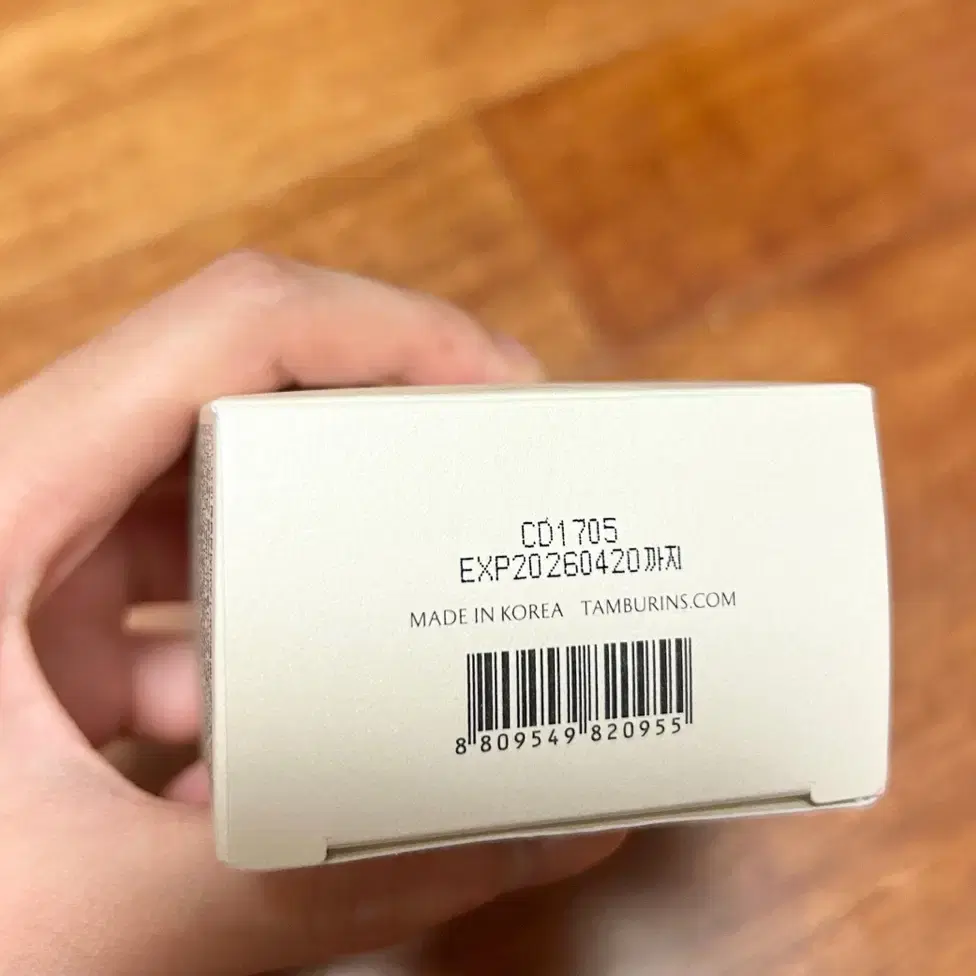 CD1705
EXP20260420까지
MADE IN KOREA TAMBURINS.COM
8 809549 820955